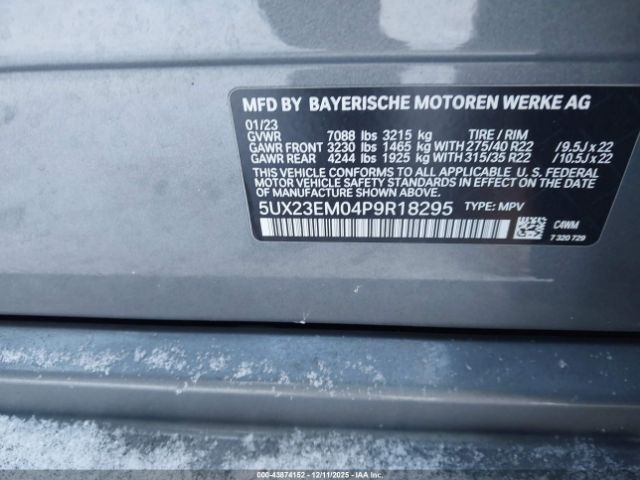 MFD BY BAYERISCHE MOTOREN WERKE AG
01/23
GVWR 7088 lbs 3215 kg TIRE / RIM
GAWR FRONT 3230 lbs 1465 kg WITH 275/40 R22 /9.5J x 22
GAWR REAR 4244 lbs 1925 kg WITH 315/35 R22 /10.5J x 22
THIS VEHICLE CONFORMS TO ALL APPLICABLE U. S. FEDERAL
MOTOR VEHICLE SAFETY STANDARDS IN EFFECT ON THE
DATE OF MANUFACTURE SHOWN ABOVE.
5UX23EM04P9R18295 TYPE: MPV
C4WM
7 320 729
000-43874152 - 12/11/2025 - IAAI.COM